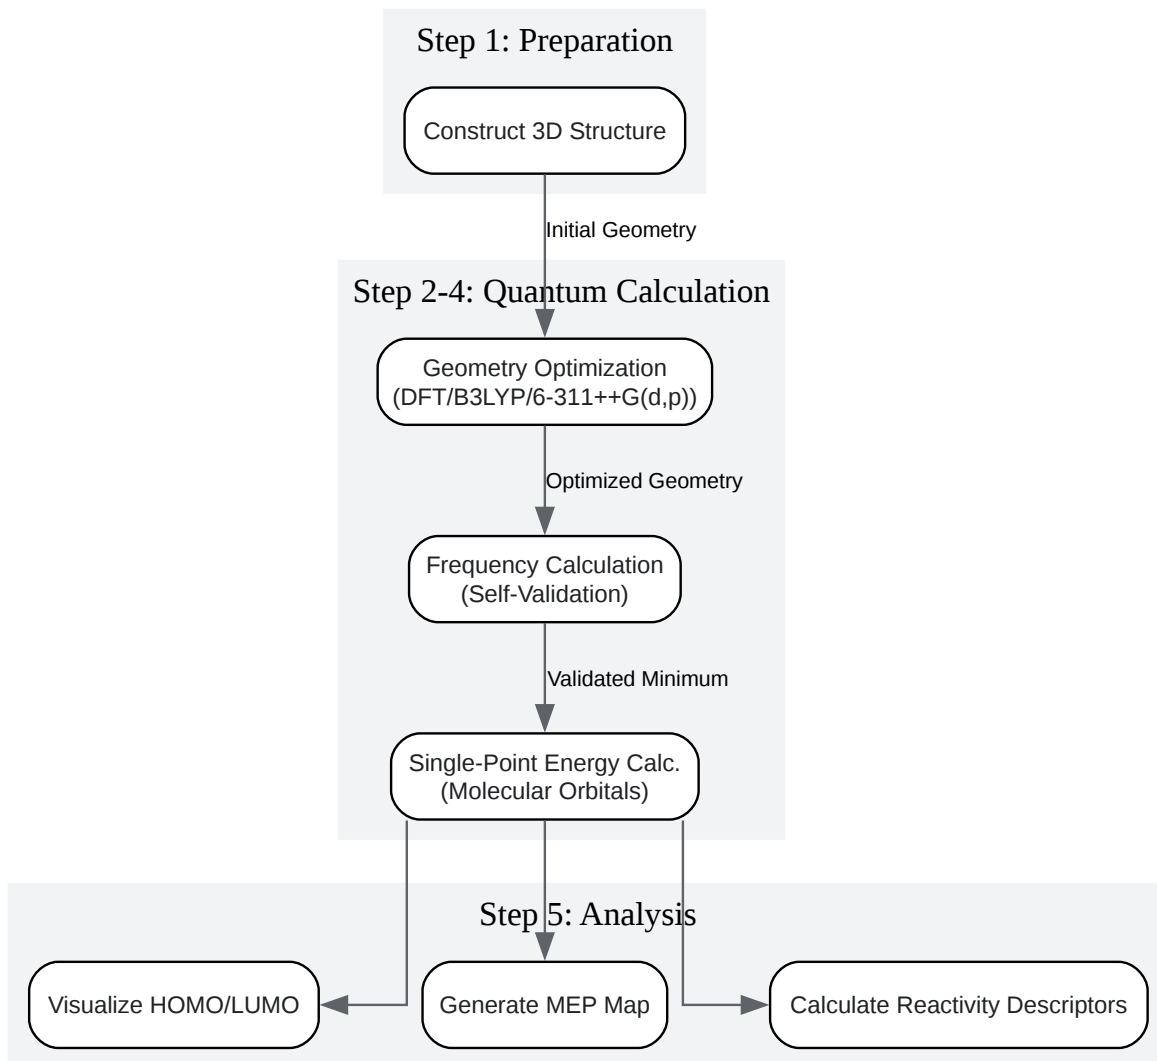 Step 1: Preparation
Construct 3D Structure
Initial Geometry
Step 2-4: Quantum Calculation
Geometry Optimization
(DFT/B3LYP/6-311++G(d,p))
Optimized Geometry
Frequency Calculation
(Self-Validation)
Validated Minimum
Single-Point Energy Calc.
(Molecular Orbitals)
Step 5: Analysis
Visualize HOMO/LUMO
Generate MEP Map
Calculate Reactivity Descriptors